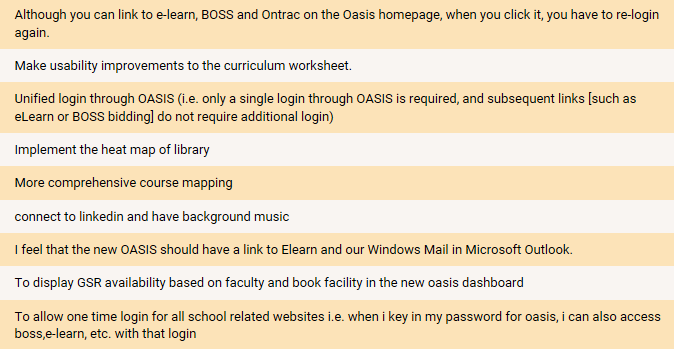 Although you can link to e-learn, BOSS and Ontrac on the Oasis homepage, when you click it, you have to re-login
again.
Make usability improvements to the curriculum worksheet.
Unified login through OASIS (i.e. only a single login through OASIS is required, and subsequent links [such as
eLearn or BOSS bidding] do not require additional login)
Implement the heat map of library
More comprehensive course mapping
connect to linkedin and have background music
I feel that the new OASIS should have a link to Elearn and our Windows Mail in Microsoft Outlook.
To display GSR availability based on faculty and book facility in the new oasis dashboard
To allow one time login for all school related websites i.e. when i key in my password for oasis, i can also access
boss,e-learn, etc. with that login